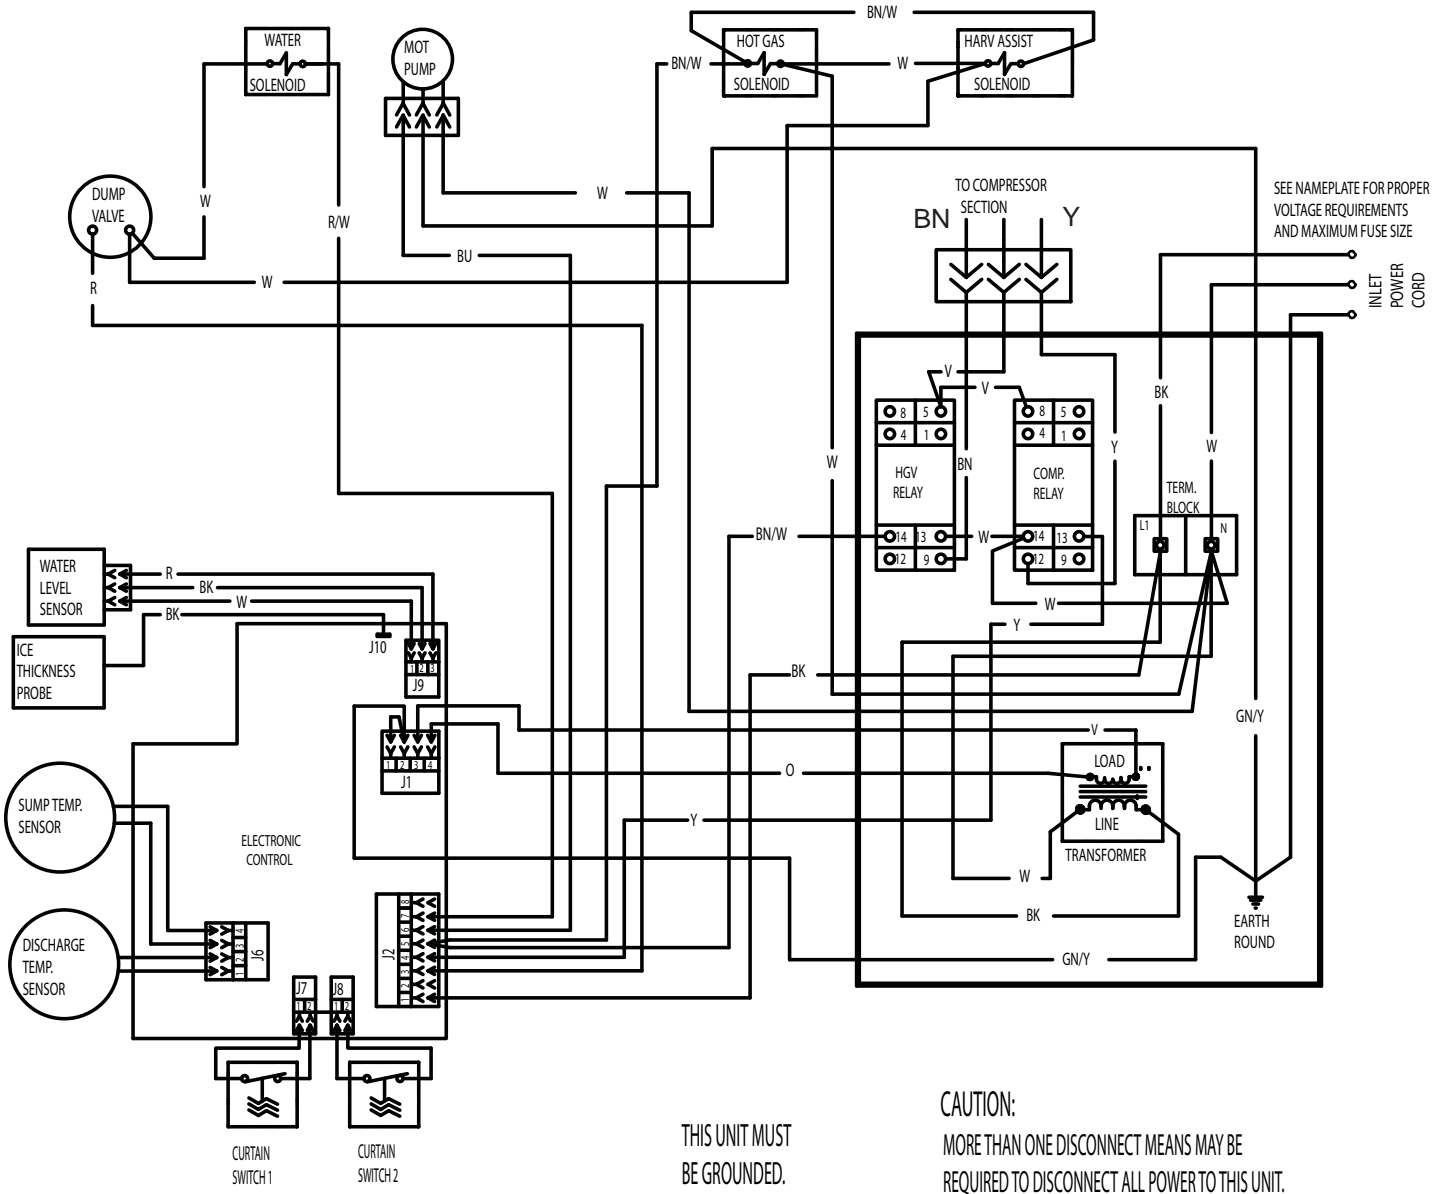 BN/W
WATER
SOLENOID
MOT
PUMP
HOT GAS
SOLENOID
HARV ASSIST
SOLENOID
BN/W
W
DUMP
VALVE
W
R/W
W
TO COMPRESSOR
SECTION
BN
Y
SEE NAMEPLATE FOR PROPER
VOLTAGE REQUIREMENTS
AND MAXIMUM FUSE SIZE
BU
R
W
INLET
POWER
CORD
V
V
BK
8 5
4 1
HGV
RELAY
14 13
12 9
8 5
4 1
COMP.
RELAY
14 13
12 9
W
BN
Y
W
TERM.
BLOCK
L1
N
BN/W
W
WATER
LEVEL
SENSOR
R
BK
W
BK
ICE
THICKNESS
PROBE
J10
1 2 3
J9
W
Y
BK
GN/Y
V
1 2 3 4
J1
O
LOAD
LINE
TRANSFORMER
SUMP TEMP.
SENSOR
ELECTRONIC
CONTROL
Y
W
BK
EARTH
ROUND
GN/Y
DISCHARGE
TEMP.
SENSOR
4
3
2
1
J6
J2
8
7
6
5
4
3
2
1
J7
1 2
J8
1 2
CURTAIN
SWITCH 1
CURTAIN
SWITCH 2
THIS UNIT MUST
BE GROUNDED.
CAUTION:
MORE THAN ONE DISCONNECT MEANS MAY BE
REQUIRED TO DISCONNECT ALL POWER TO THIS UNIT.